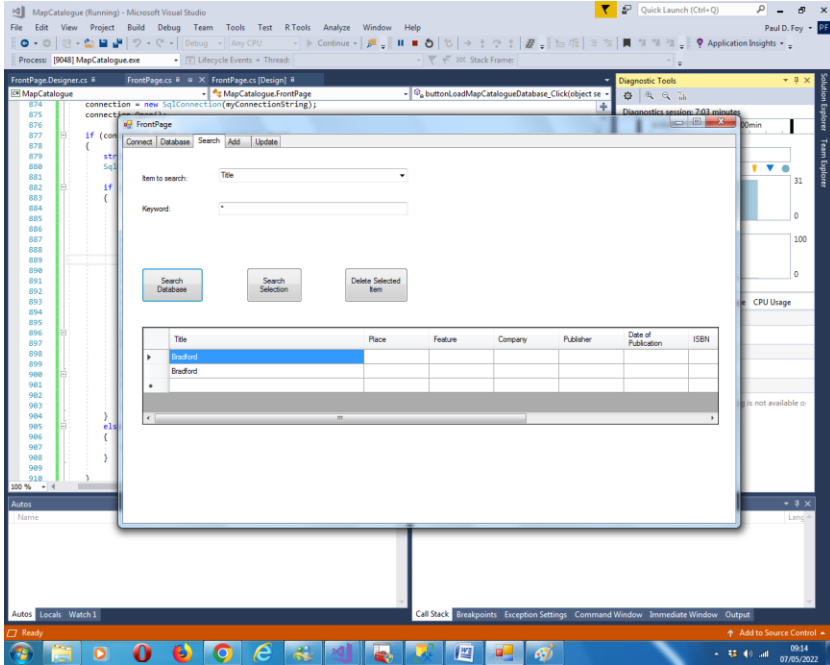 MapCatalogue (Running) - Microsoft Visual Studio
Quick Launch (Ctrl+Q)
File Edit View Project Build Debug Team Tools Test R Tools Analyze Window Help
Paul D. Foy
PF
Debug Any CPU Continue
Application Insights
Process: [9048] MapCatalogue.exe Lifecycle Events Thread: Stack Frame:
FrontPage.Designer.cs FrontPage.cs FrontPage.cs [Design]
MapCatalogue MapCatalogue.FrontPage buttonLoadMapCatalogueDatabase_Click(object se
Diagnostic Tools
Diagnostics session: 7:03 minutes
Solution Explorer
Team Explorer
874 connection = new SqlConnection(myConnectionString);
875
876
877 if (con
878 {
879 str
880 Sql
881
882 if
883 {
884
885
886
887
888
889
890
891
892
893
894
895
896
897
898
899
900
901
902
903
904 }
905 els
906 {
907
908 }
909
910 }
FrontPage
Connect Database Search Add Update
Item to search: Title
Keyword: *
Search Database
Search Selection
Delete Selected Item
Title Place Feature Company Publisher Date of Publication ISBN
Bradford
Bradford
31
0
100
0
CPU Usage
g is not available o
100 %
Autos
Name
Lang
Autos Locals Watch 1
Call Stack Breakpoints Exception Settings Command Window Immediate Window Output
Ready
Add to Source Control
09:14
07/05/2022